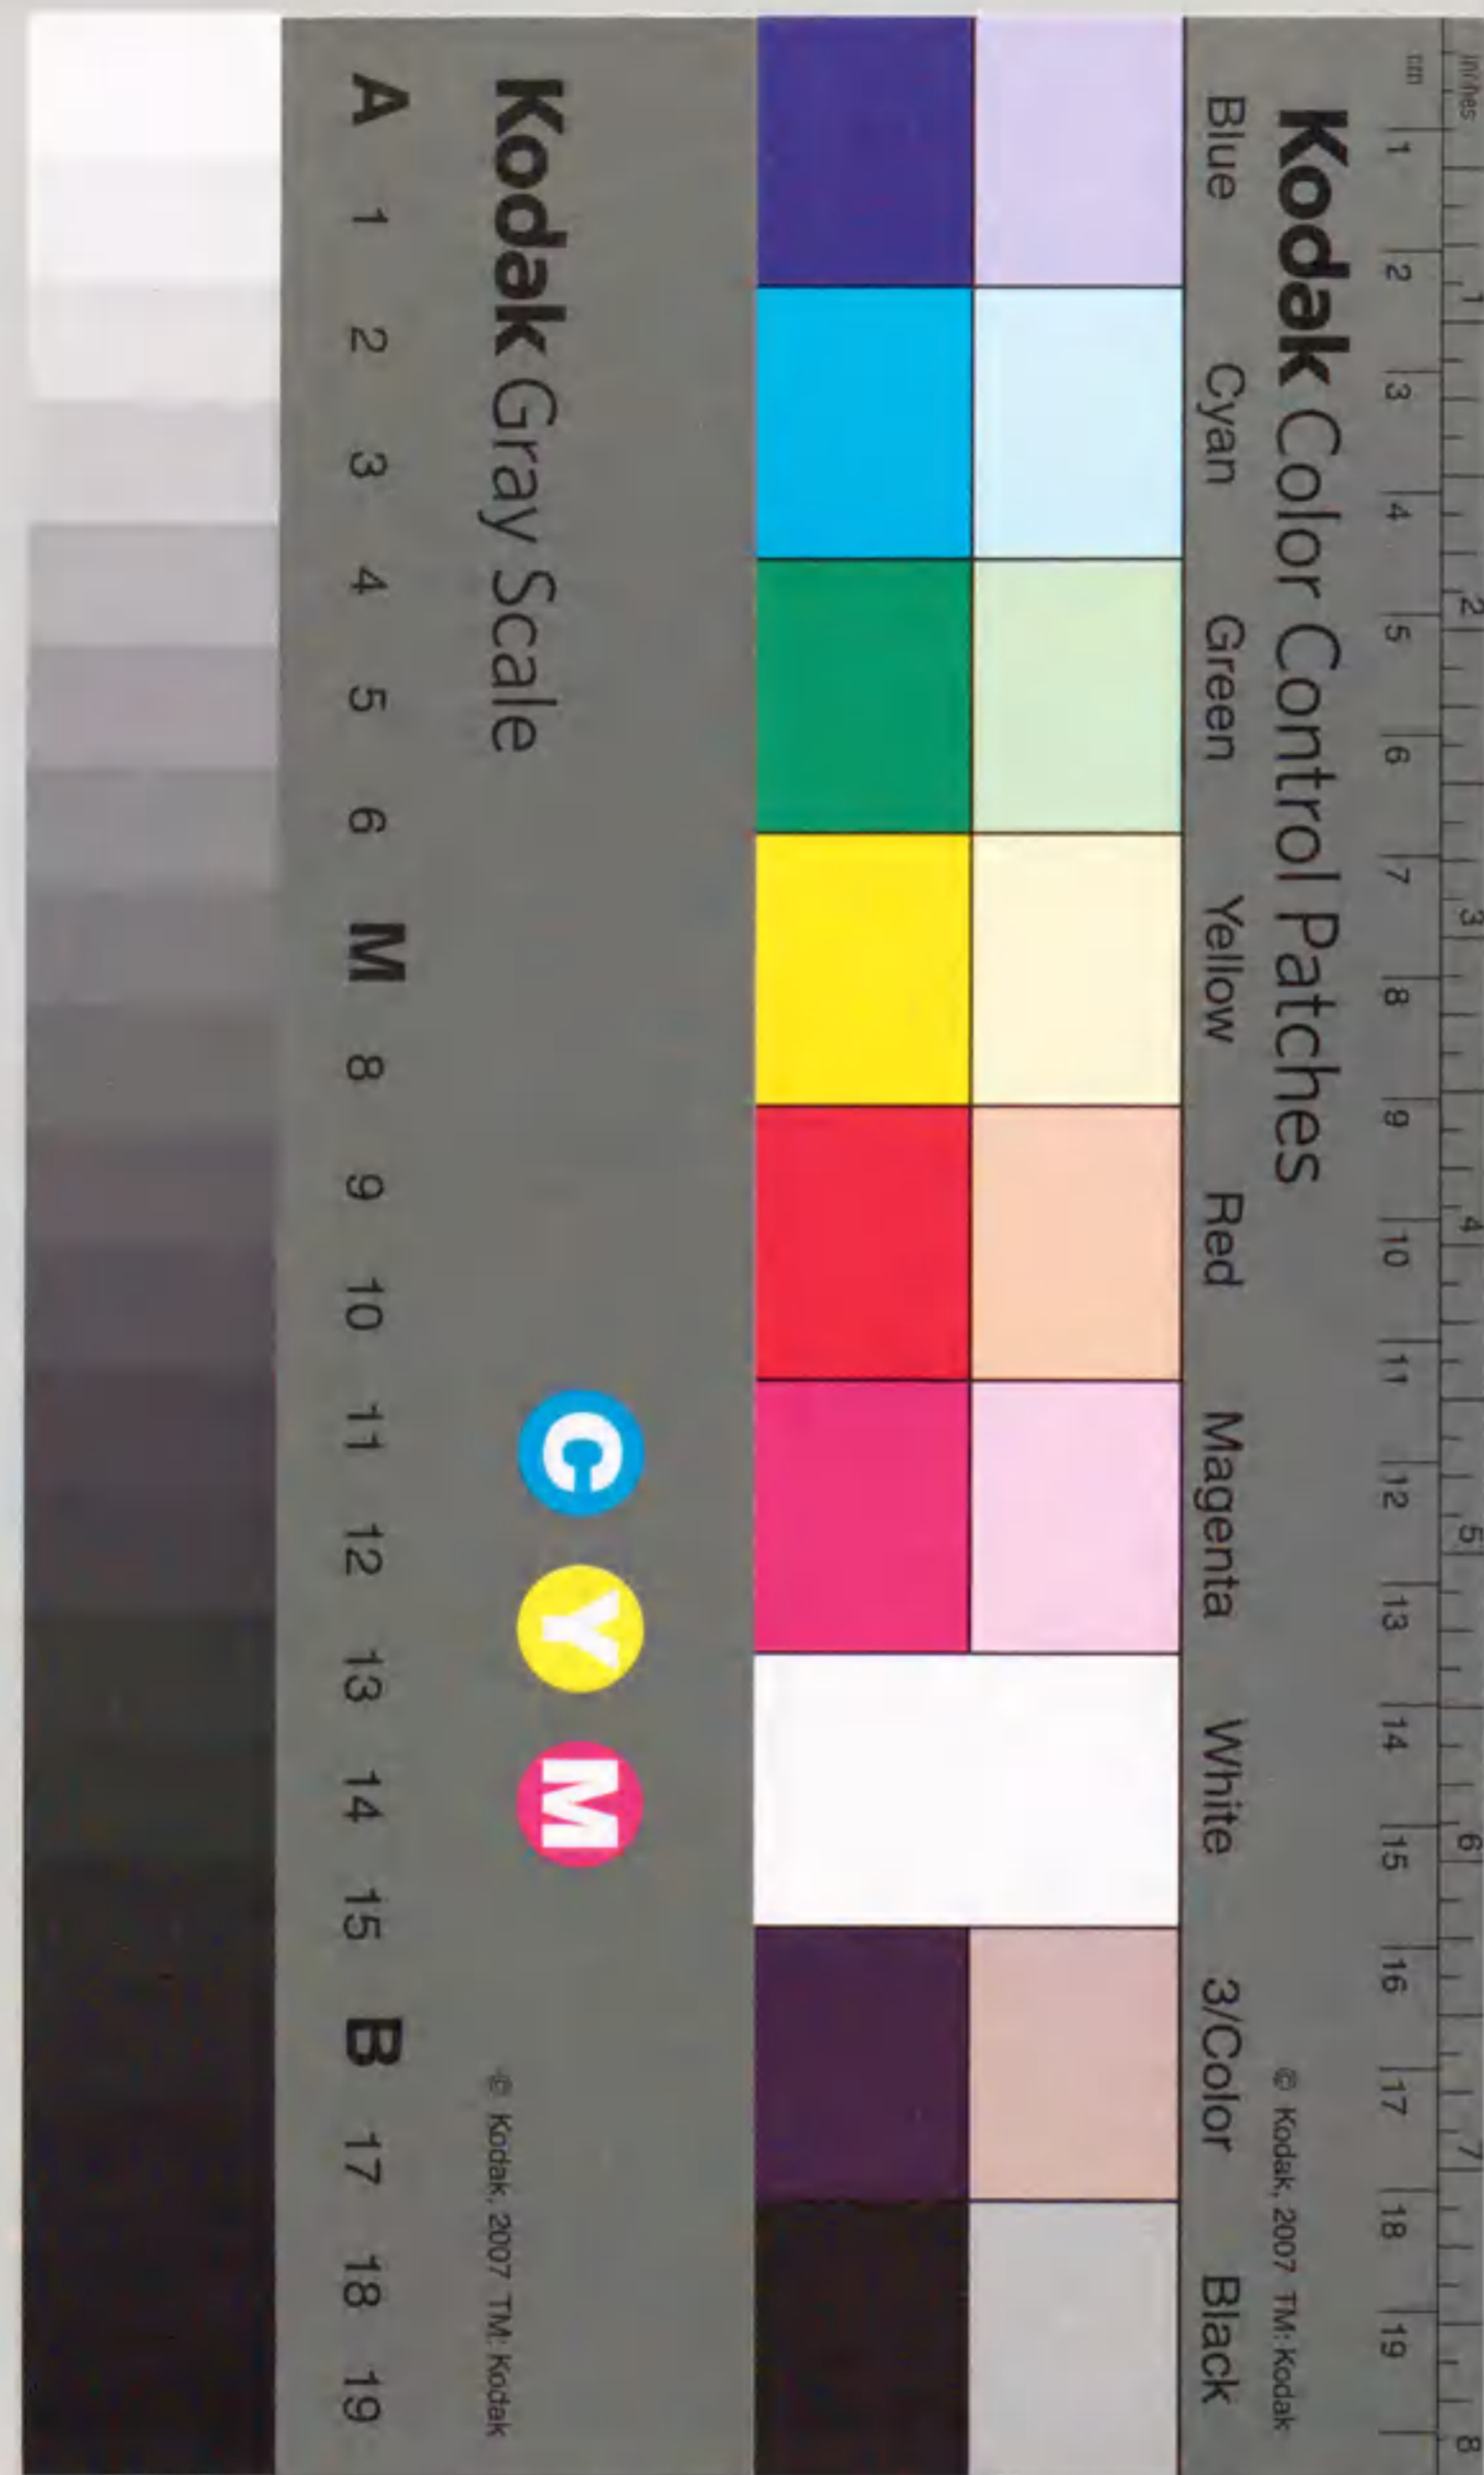 inches 1 2 3 4 5 6 7 8
cm 1 2 3 4 5 6 7 8 9 10 11 12 13 14 15 16 17 18 19
Kodak Color Control Patches
© Kodak, 2007 TM: Kodak
Blue Cyan Green Yellow Red Magenta White 3/Color Black
C Y M
Kodak Gray Scale
© Kodak, 2007 TM: Kodak
A 1 2 3 4 5 6 M 8 9 10 11 12 13 14 15 B 17 18 19